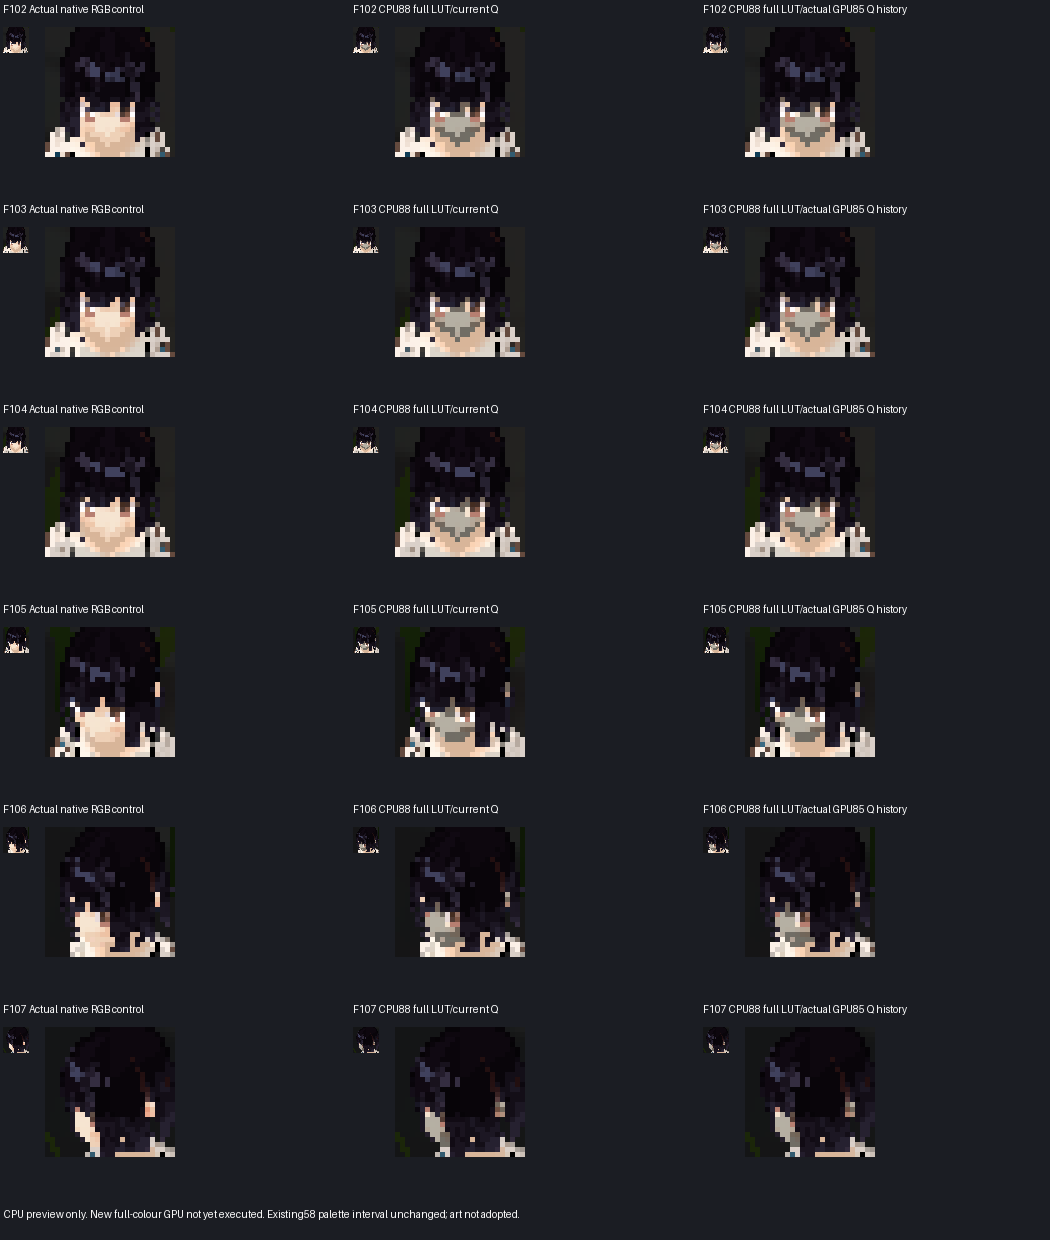 F102 Actual native RGB control
F102 CPU88 full LUT/current Q
F102 CPU88 full LUT/actual GPU85 Q history
F103 Actual native RGB control
F103 CPU88 full LUT/current Q
F103 CPU88 full LUT/actual GPU85 Q history
F104 Actual native RGB control
F104 CPU88 full LUT/current Q
F104 CPU88 full LUT/actual GPU85 Q history
F105 Actual native RGB control
F105 CPU88 full LUT/current Q
F105 CPU88 full LUT/actual GPU85 Q history
F106 Actual native RGB control
F106 CPU88 full LUT/current Q
F106 CPU88 full LUT/actual GPU85 Q history
F107 Actual native RGB control
F107 CPU88 full LUT/current Q
F107 CPU88 full LUT/actual GPU85 Q history
CPU preview only. New full-colour GPU not yet executed. Existing58 palette interval unchanged; art not adopted.